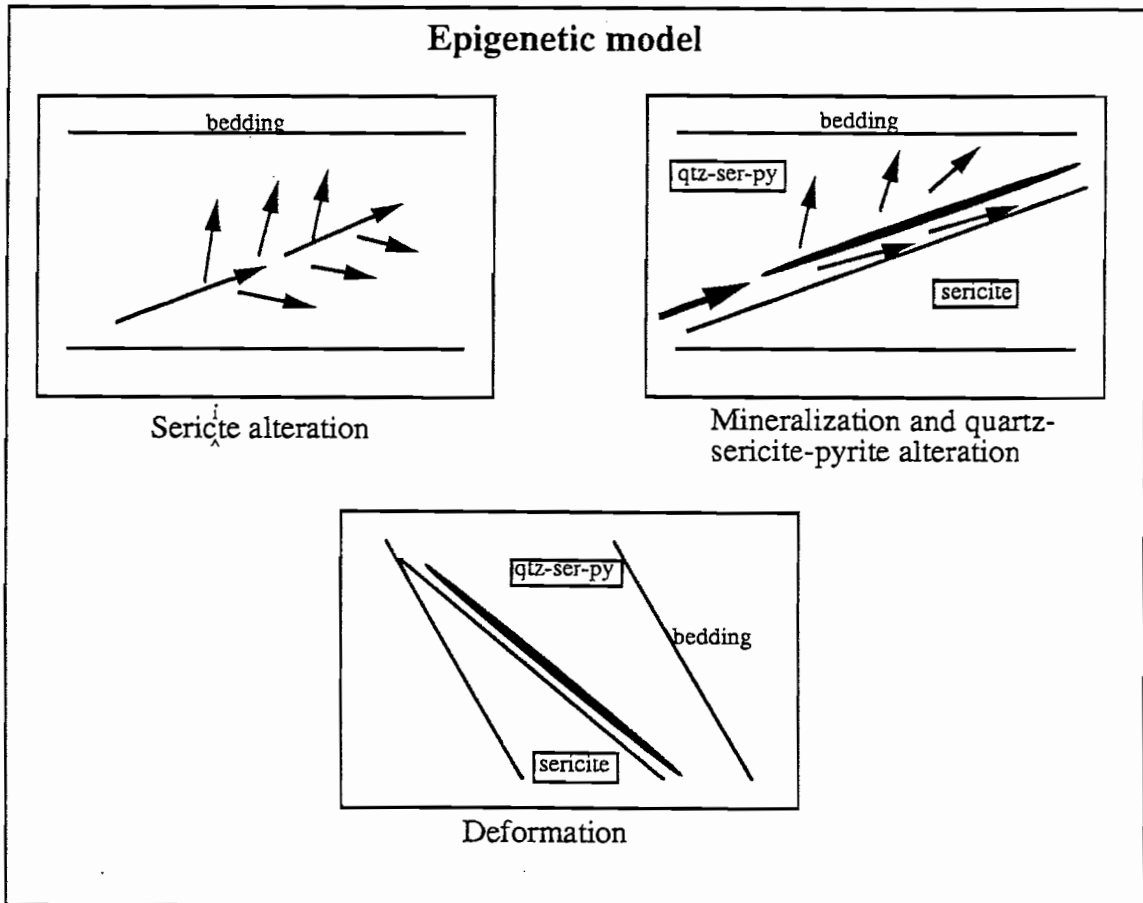 Epigenetic model
bedding
Sericite alteration
bedding
qtz-ser-py
sericite
Mineralization and quartz-
sericite-pyrite alteration
qtz-ser-py
bedding
sericite
Deformation